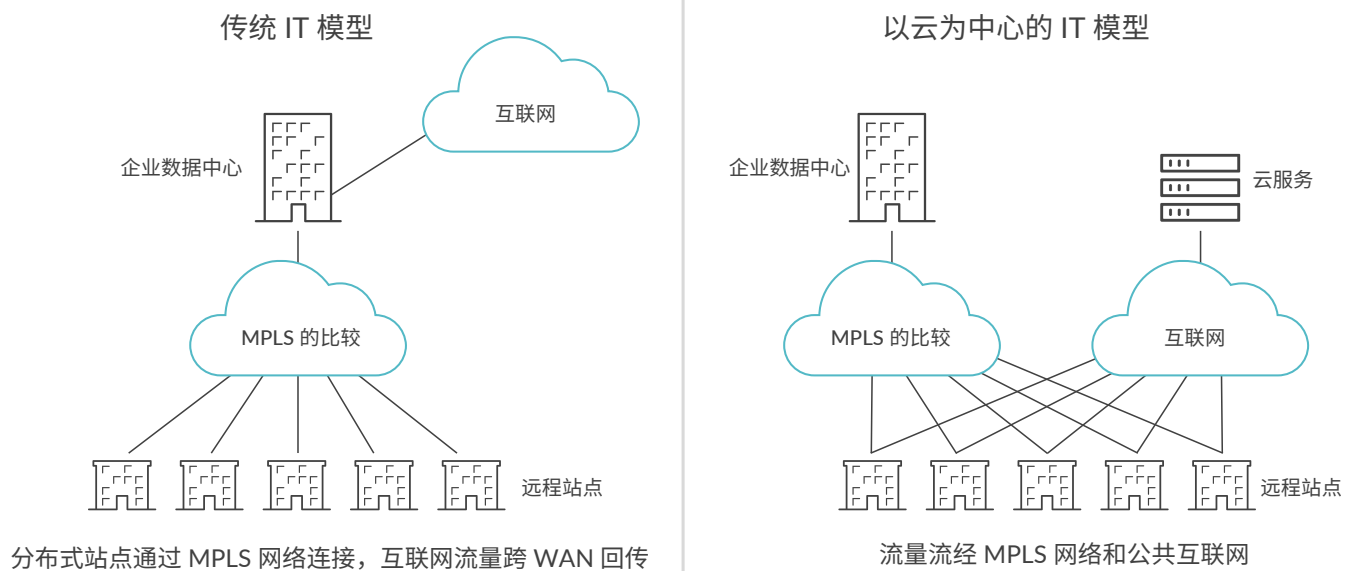 传统 IT 模型
互联网
企业数据中心
MPLS 的比较
远程站点
分布式站点通过 MPLS 网络连接，互联网流量跨 WAN 回传
以云为中心的 IT 模型
企业数据中心
云服务
MPLS 的比较
互联网
远程站点
流量流经 MPLS 网络和公共互联网